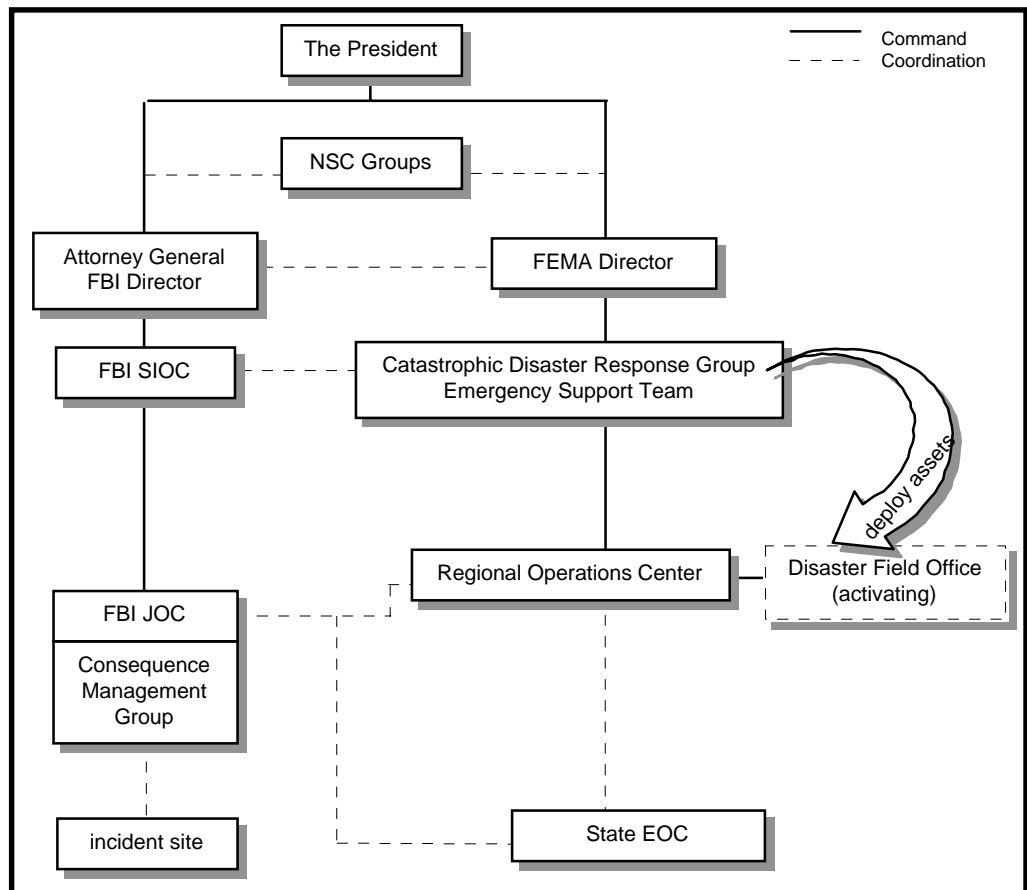 The President
Command
Coordination
NSC Groups
Attorney General
FBI Director
FEMA Director
FBI SIOC
Catastrophic Disaster Response Group
Emergency Support Team
deploy assets
Regional Operations Center
Disaster Field Office
(activating)
FBI JOC
Consequence
Management
Group
incident site
State EOC